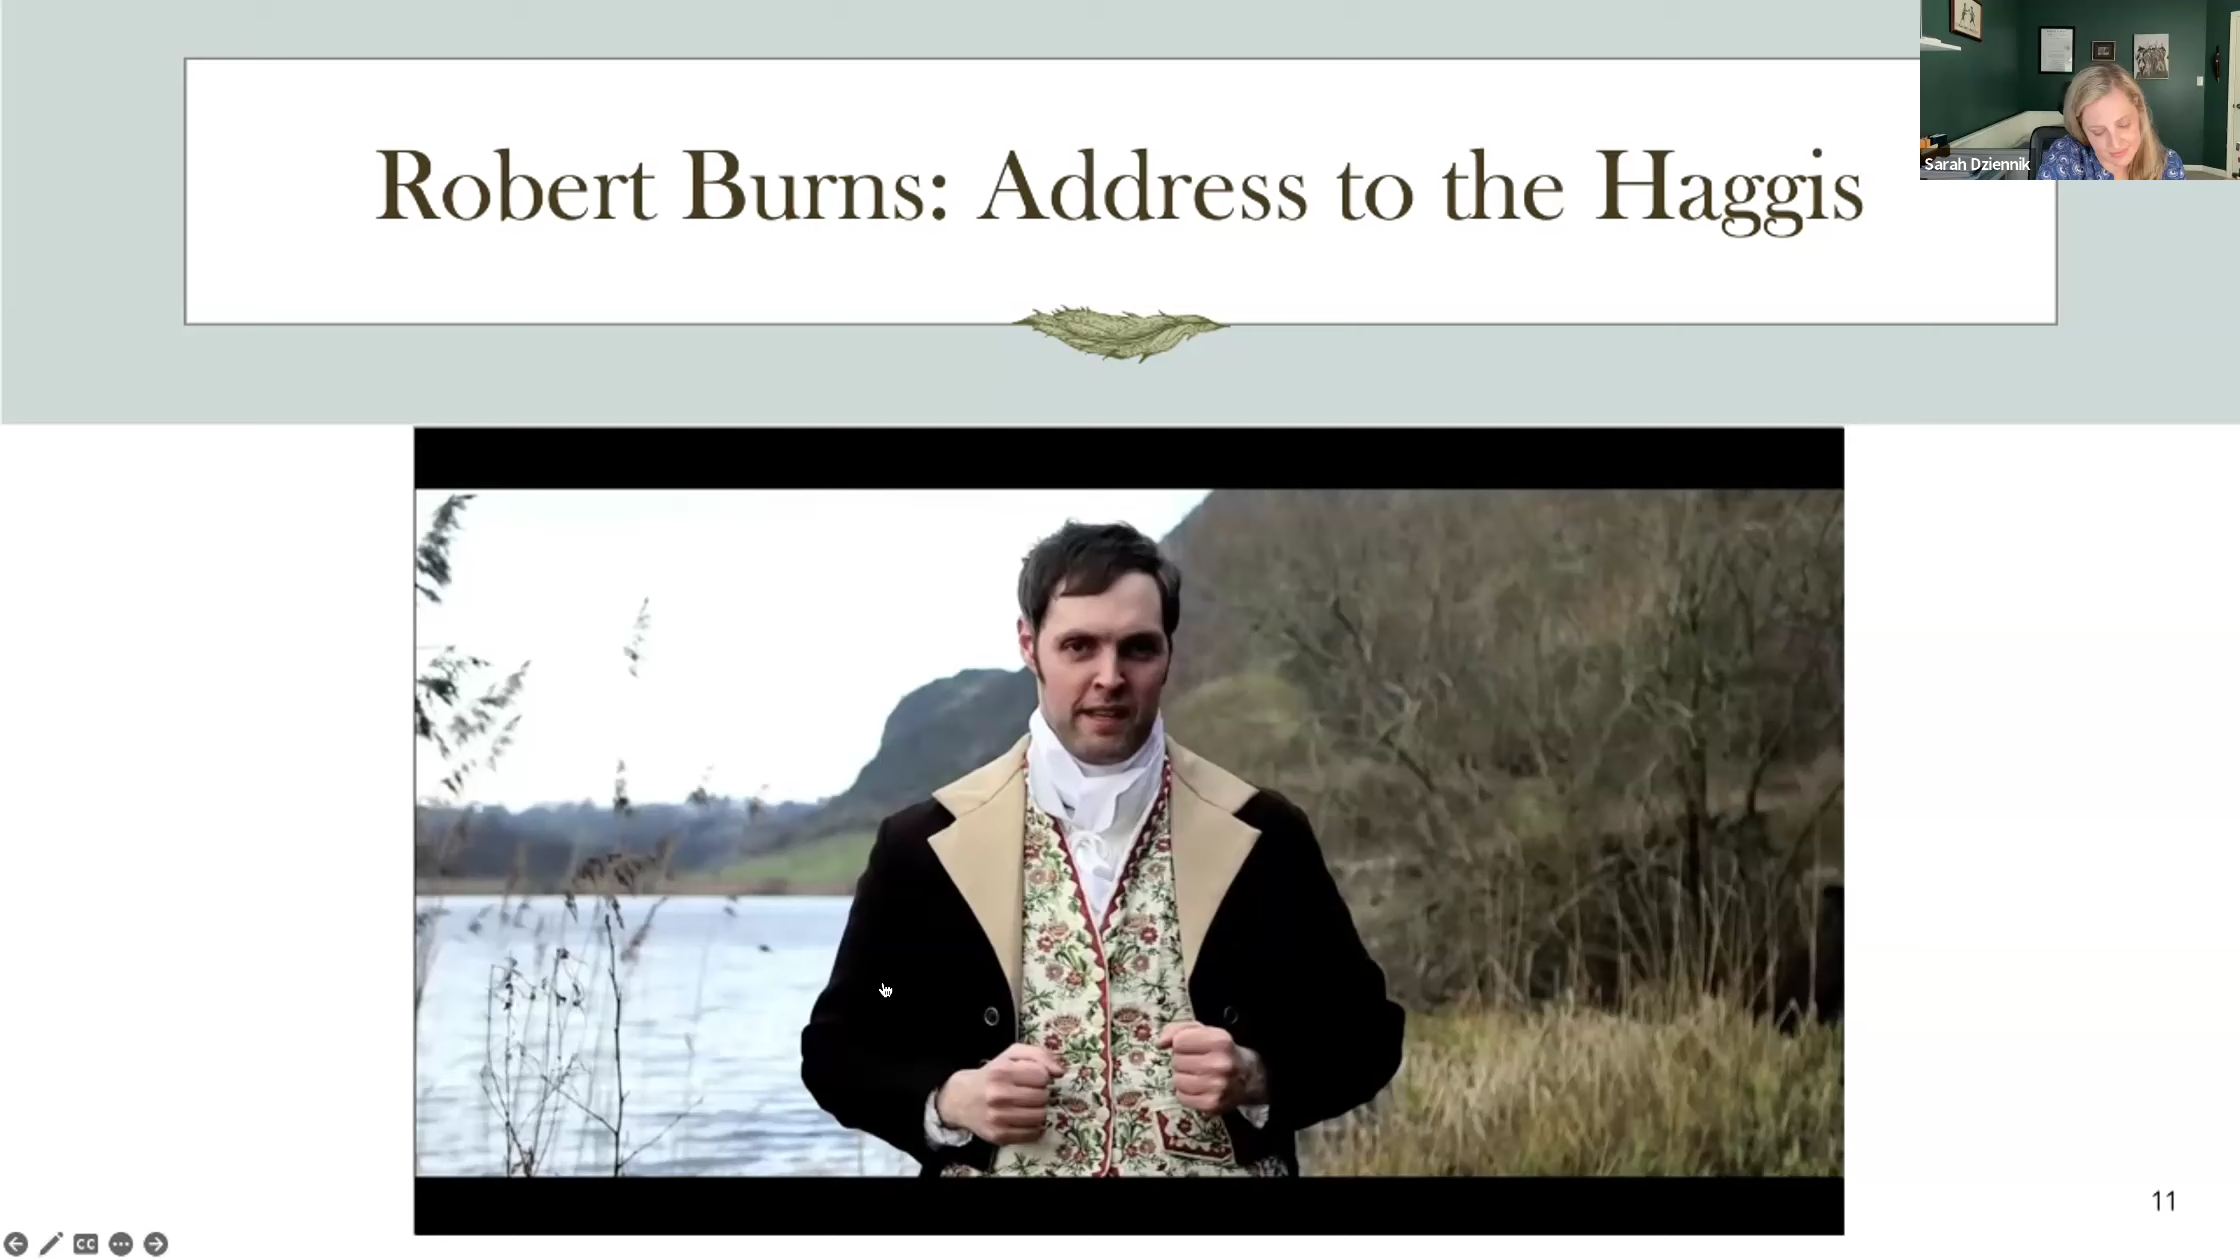 Robert Burns: Address to the Haggis
Sarah Dziennik
11
CC